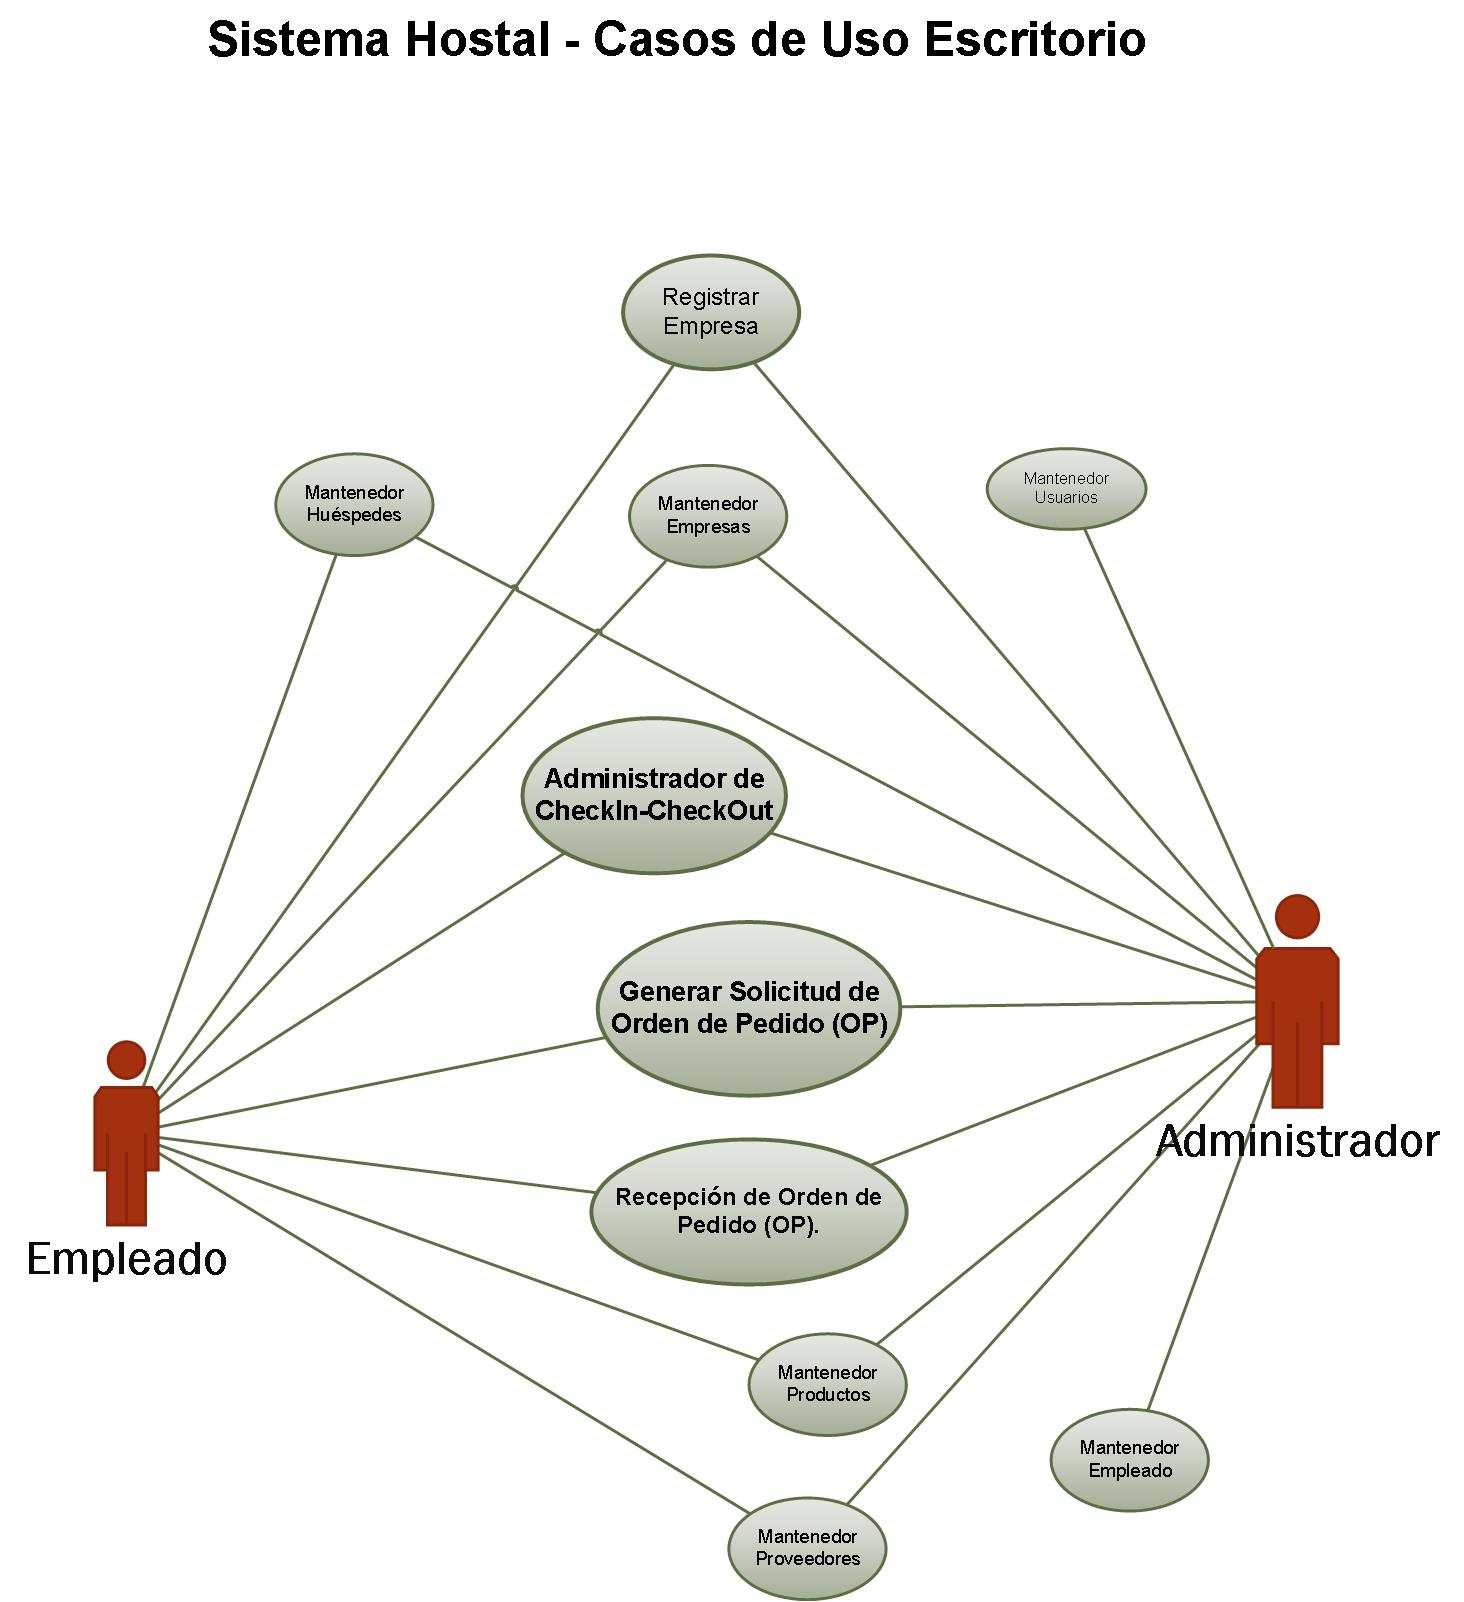 Sistema Hostal - Casos de Uso Escritorio
Registrar
Empresa
Mantenedor
Huéspedes
Mantenedor
Empresas
Mantenedor
Usuarios
Administrador de
CheckIn-CheckOut
Generar Solicitud de
Orden de Pedido (OP)
Administrador
Recepción de Orden de
Pedido (OP).
Empleado
Mantenedor
Productos
Mantenedor
Empleado
Mantenedor
Proveedores